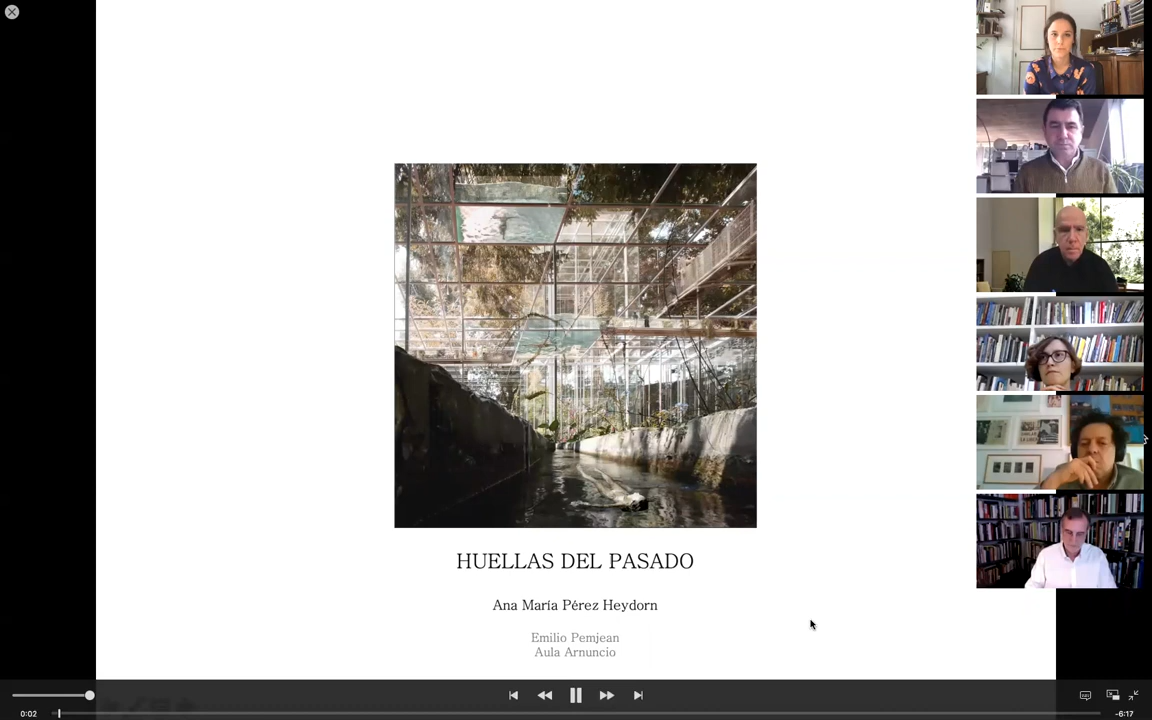 HUELLAS DEL PASADO
Ana María Pérez Heydorn
Emilio Pemjean
Aula Arnuncio
0:02
-6:17